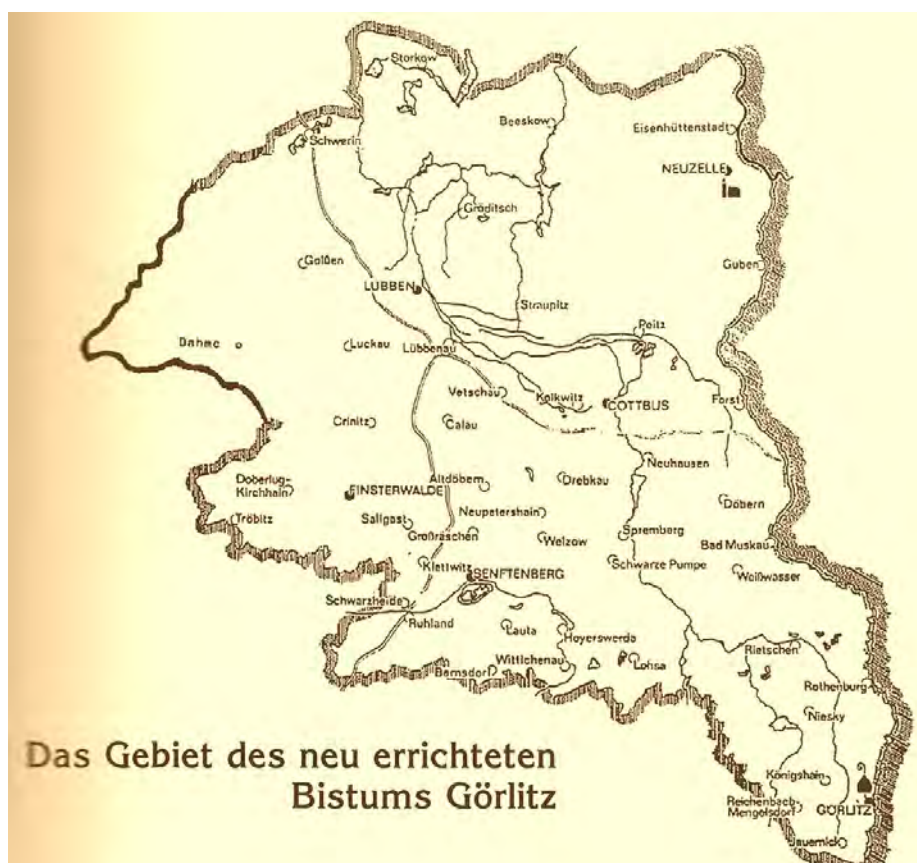 Storkow
Beeskow
Eisenhüttenstadt
Schwerin
NEUZELLE
Gröditsch
Golßen
Guben
LÜBBEN
Straupitz
Peitz
Dahme
Luckau
Lübbenau
Vetschau
Kolkwitz
COTTBUS
Forst
Crinitz
Calau
Neuhausen
Doberlug-
Kirchhain
FINSTERWALDE
Altdöbern
Drebkau
Döbern
Tröbitz
Sallgast
Neupetershain
Großräschen
Welzow
Spremberg
Bad Muskau
Klettwitz
SENFTENBERG
Schwarze Pumpe
Weißwasser
Schwarzheide
Ruhland
Lauta
Hoyerswerda
Rietschen
Wittichenau
Lohsa
Bernsdorf
Rothenburg
Niesky
Das Gebiet des neu errichteten
Bistums Görlitz
Königshain
Reichenbach-
Mengelsdorf
GÖRLITZ
Jauernick